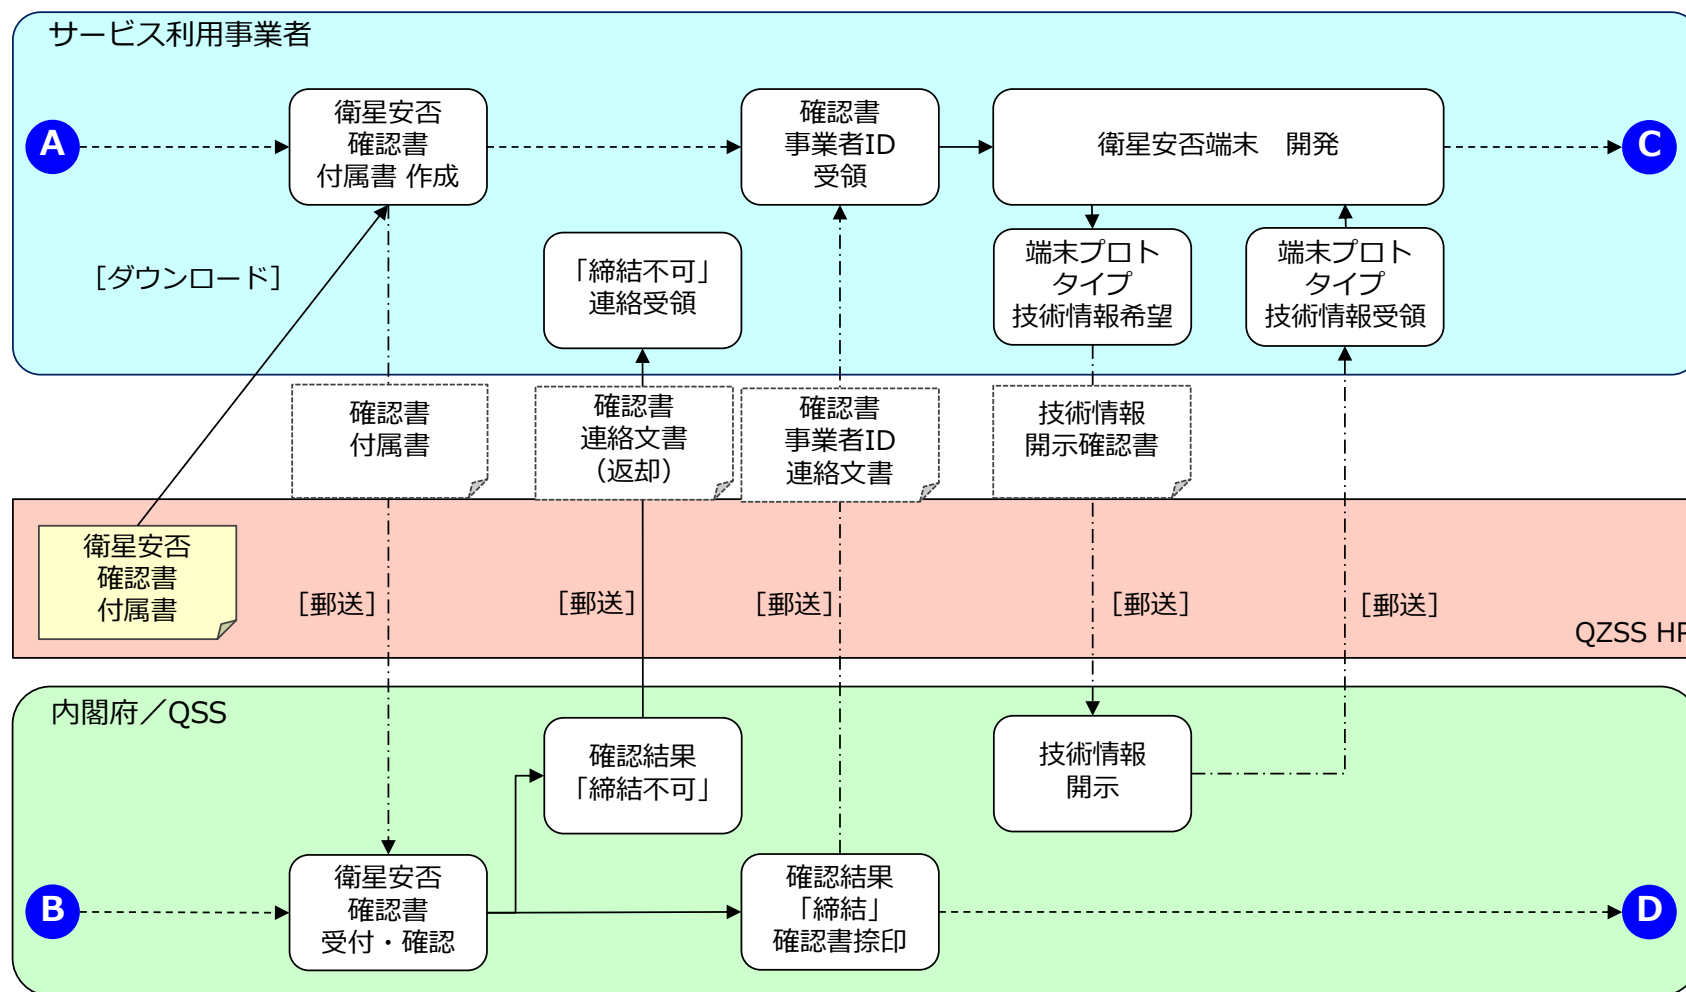 サービス利用事業者
A
衛星安否
確認書
付属書 作成
確認書
事業者ID
受領
衛星安否端末　開発
C
［ダウンロード］
「締結不可」
連絡受領
端末プロト
タイプ
技術情報希望
端末プロト
タイプ
技術情報受領
確認書
付属書
確認書
連絡文書
（返却）
確認書
事業者ID
連絡文書
技術情報
開示確認書
衛星安否
確認書
付属書
［郵送］
［郵送］
［郵送］
［郵送］
［郵送］
QZSS HP
内閣府／QSS
確認結果
「締結不可」
技術情報
開示
B
衛星安否
確認書
受付・確認
確認結果
「締結」
確認書捺印
D